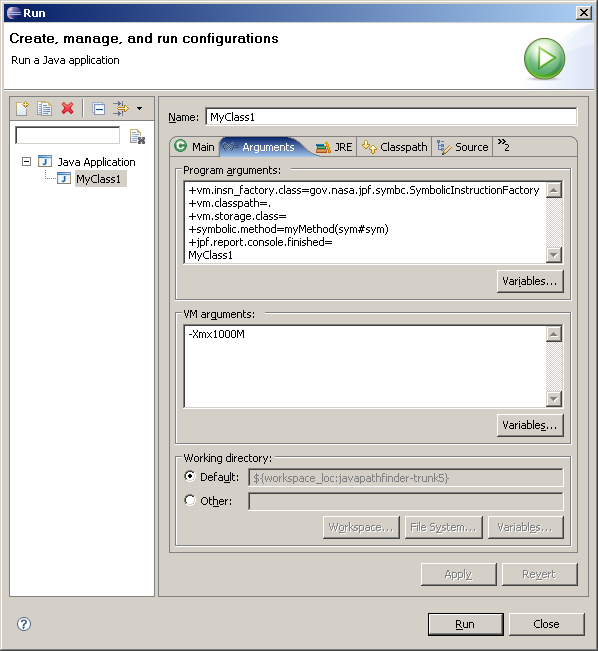 Run
Create, manage, and run configurations
Run a Java application
Name: MyClass1
Java Application
MyClass1
Main Arguments JRE Classpath Source »2
Program arguments:
+vm.insn_factory.class=gov.nasa.jpf.symbc.SymbolicInstructionFactory
+vm.classpath=.
+vm.storage.class=
+symbolic.method=myMethod(sym#sym)
+jpf.report.console.finished=
MyClass1
Variables...
VM arguments:
-Xmx1000M
Variables...
Working directory:
Default: ${workspace_loc:javapathfinder-trunk5}
Other:
Workspace... File System... Variables...
Apply Revert
Run Close